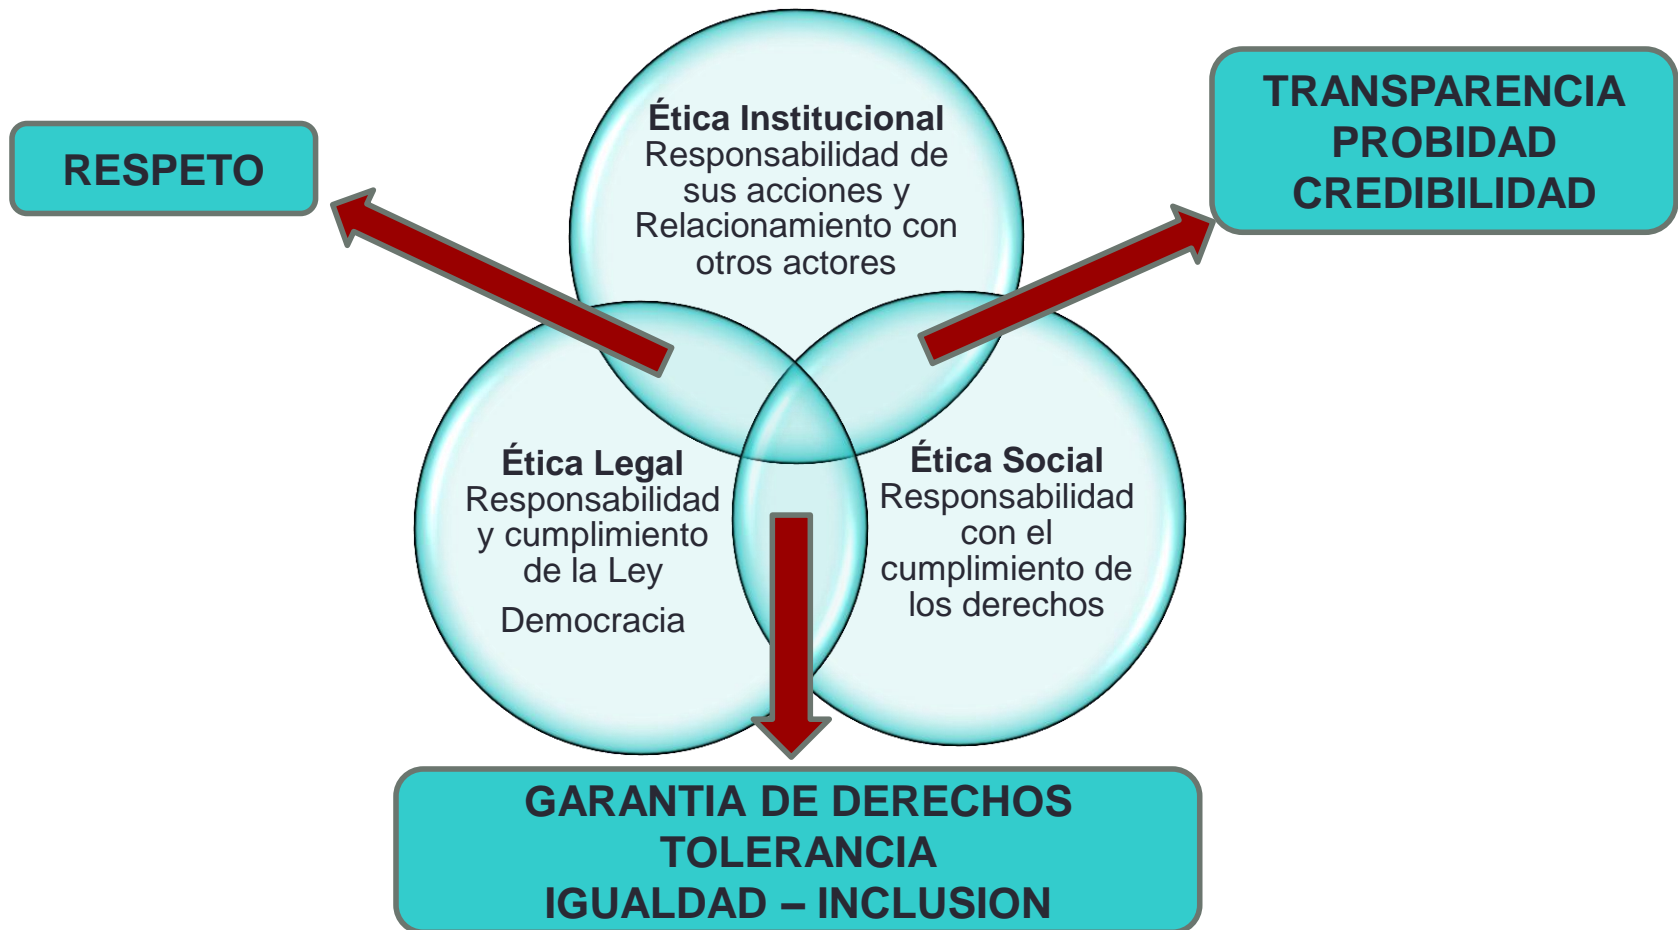 Ética Institucional
Responsabilidad de
sus acciones y
Relacionamiento con
otros actores
RESPETO
TRANSPARENCIA
PROBIDAD
CREDIBILIDAD
Ética Legal
Responsabilidad
y cumplimiento
de la Ley
Democracia
Ética Social
Responsabilidad
con el
cumplimiento de
los derechos
GARANTIA DE DERECHOS
TOLERANCIA
IGUALDAD – INCLUSION